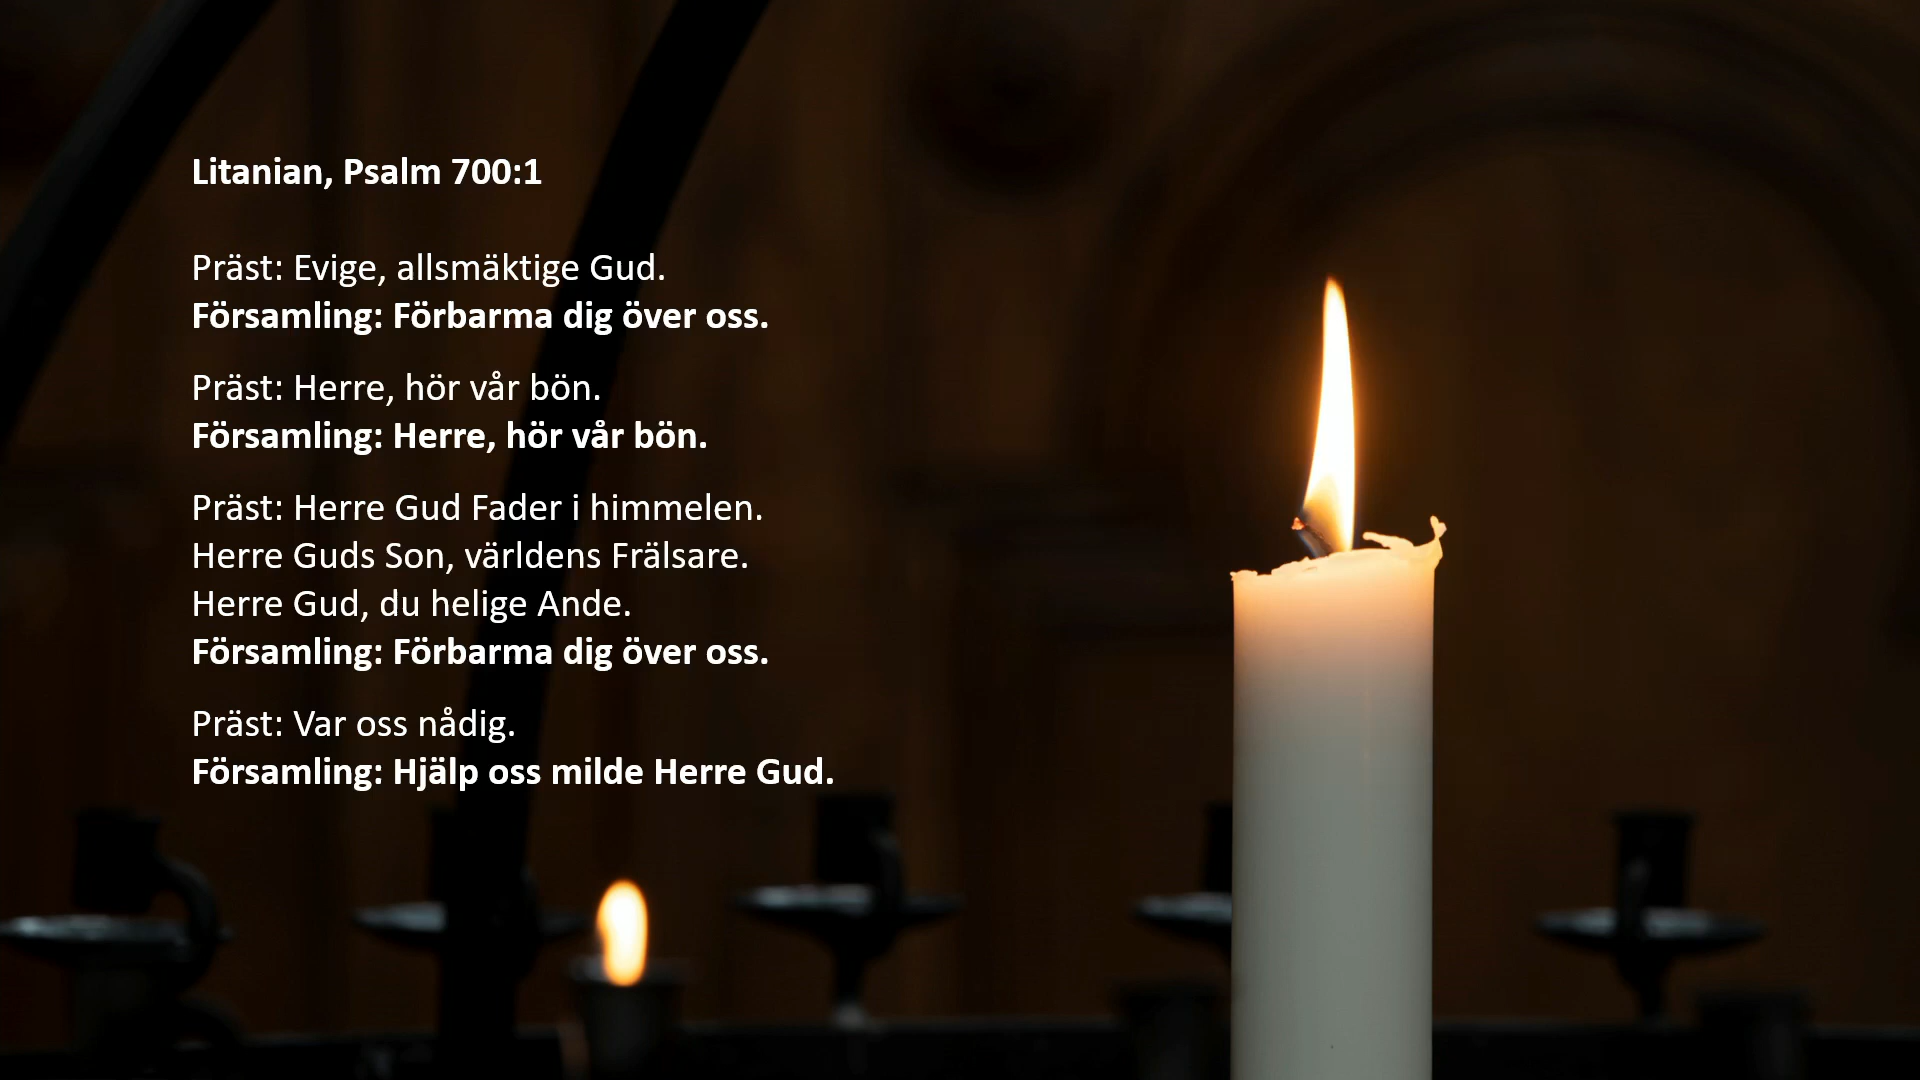 Litanian, Psalm 700:1
Präst: Evige, allsmäktige Gud.
Församling: Förbarma dig över oss.
Präst: Herre, hör vår bön.
Församling: Herre, hör vår bön.
Präst: Herre Gud Fader i himmelen.
Herre Guds Son, världens Frälsare.
Herre Gud, du helige Ande.
Församling: Förbarma dig över oss.
Präst: Var oss nådig.
Församling: Hjälp oss milde Herre Gud.